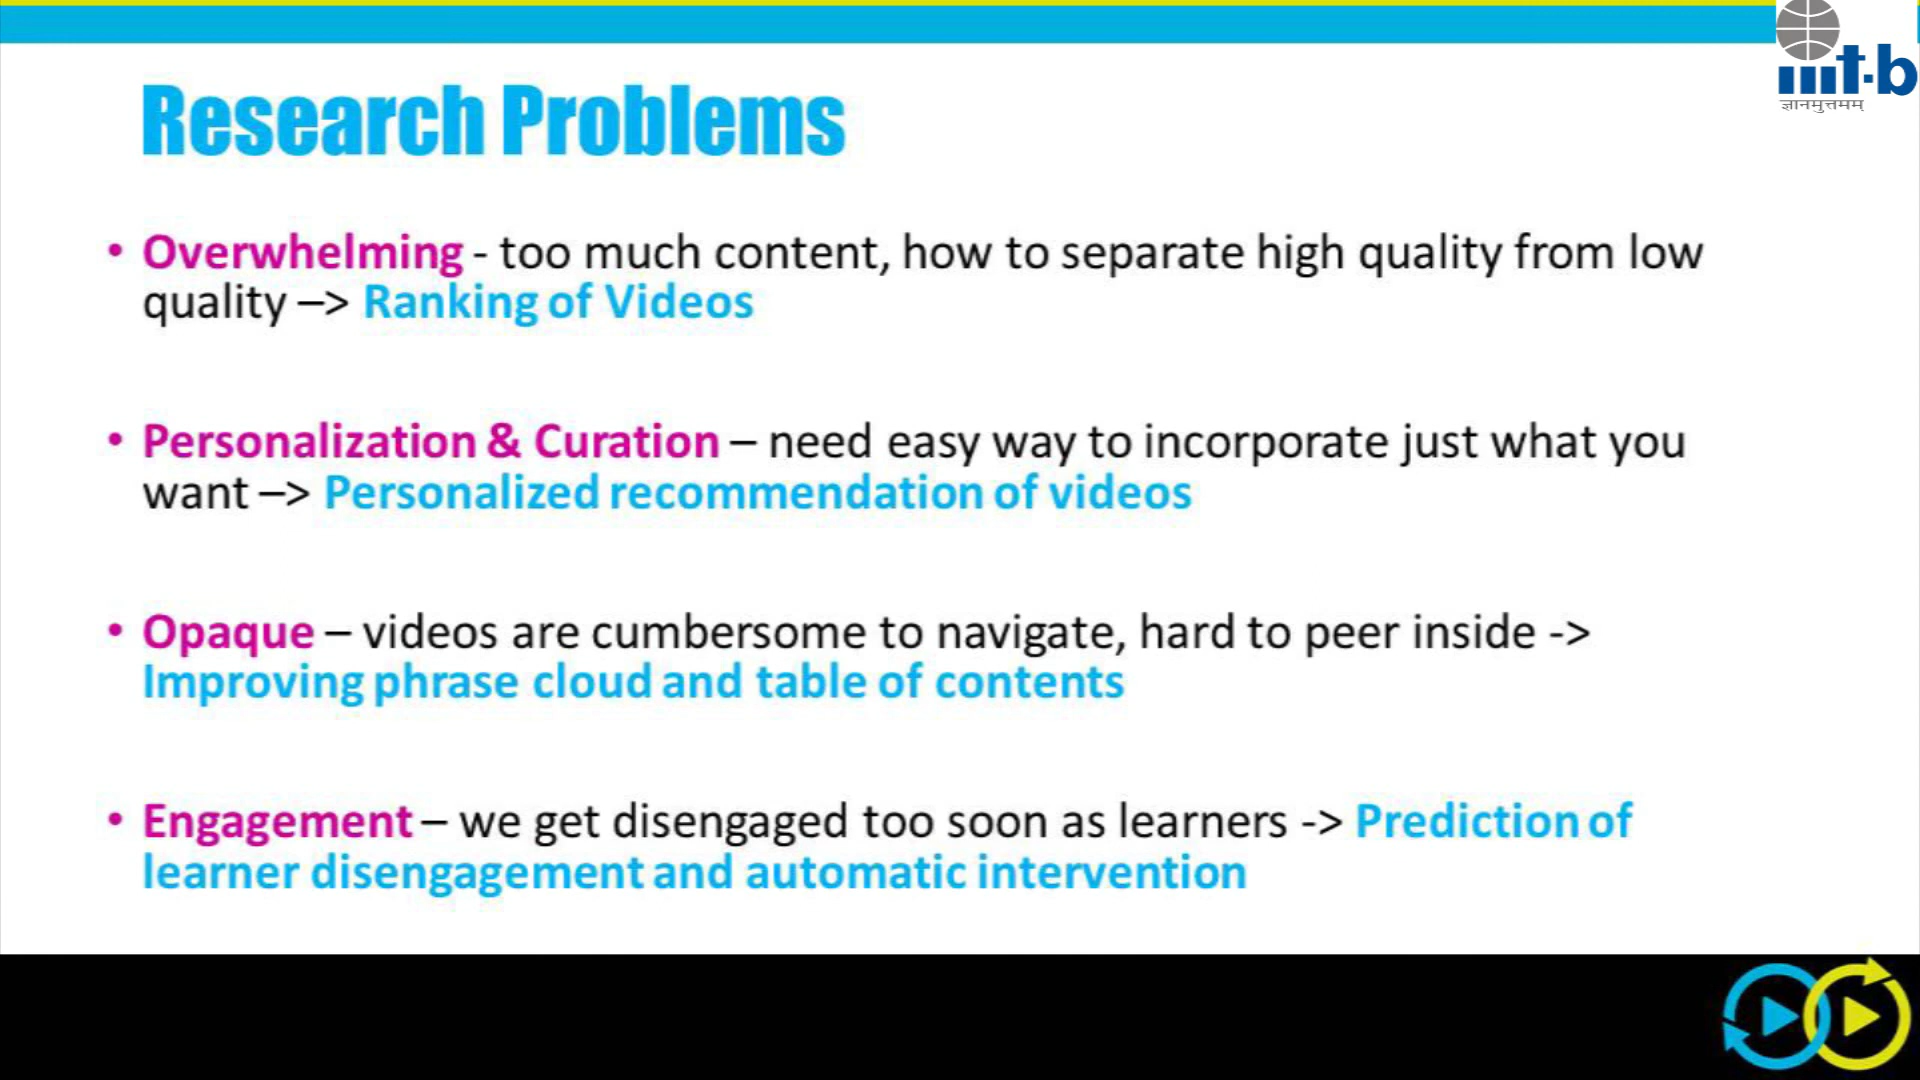 iiit-b
ज्ञानमुत्तमम्
Research Problems
• Overwhelming - too much content, how to separate high quality from low
quality –> Ranking of Videos
• Personalization & Curation – need easy way to incorporate just what you
want –> Personalized recommendation of videos
• Opaque – videos are cumbersome to navigate, hard to peer inside ->
Improving phrase cloud and table of contents
• Engagement – we get disengaged too soon as learners -> Prediction of
learner disengagement and automatic intervention